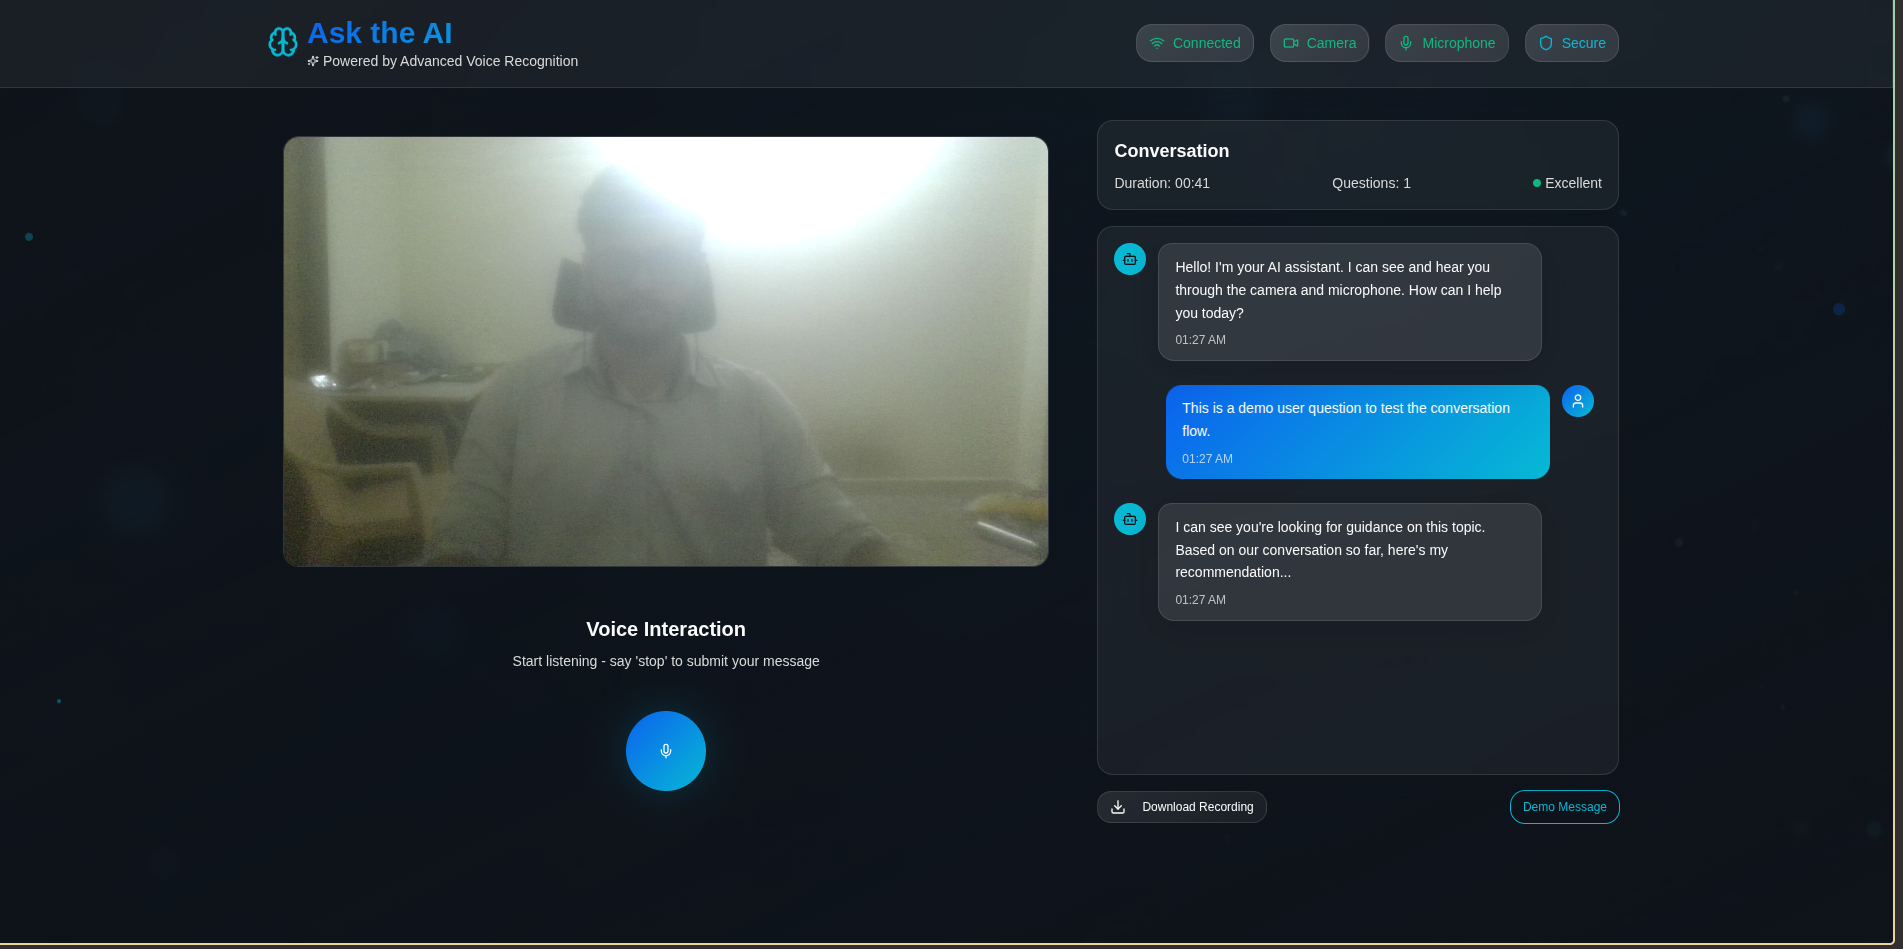 Ask the AI
Powered by Advanced Voice Recognition
Connected
Camera
Microphone
Secure
Conversation
Duration: 00:41
Questions: 1
Excellent
Hello! I'm your AI assistant. I can see and hear you
through the camera and microphone. How can I help
you today?
01:27 AM
This is a demo user question to test the conversation
flow.
01:27 AM
I can see you're looking for guidance on this topic.
Based on our conversation so far, here's my
recommendation...
01:27 AM
Voice Interaction
Start listening - say 'stop' to submit your message
Download Recording
Demo Message